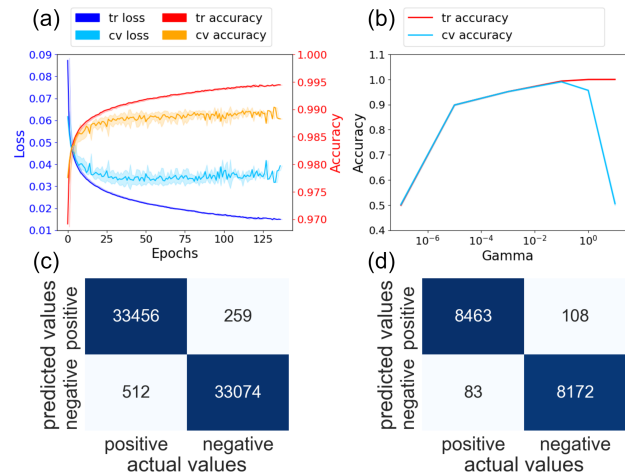 (a)
tr loss
tr accuracy
cv loss
cv accuracy
0.09
0.08
0.07
0.06
0.05
0.04
0.03
0.02
0.01
Loss
1.000
0.995
0.990
0.985
0.980
0.975
0.970
Accuracy
0 25 50 75 100 125
Epochs
(b)
tr accuracy
cv accuracy
1.1
1.0
0.9
0.8
0.7
0.6
0.5
0.4
Accuracy
10⁻⁶ 10⁻⁴ 10⁻² 10⁰
Gamma
(c)
predicted values
positive
negative
33456 259
512 33074
positive negative
actual values
(d)
predicted values
positive
negative
8463 108
83 8172
positive negative
actual values